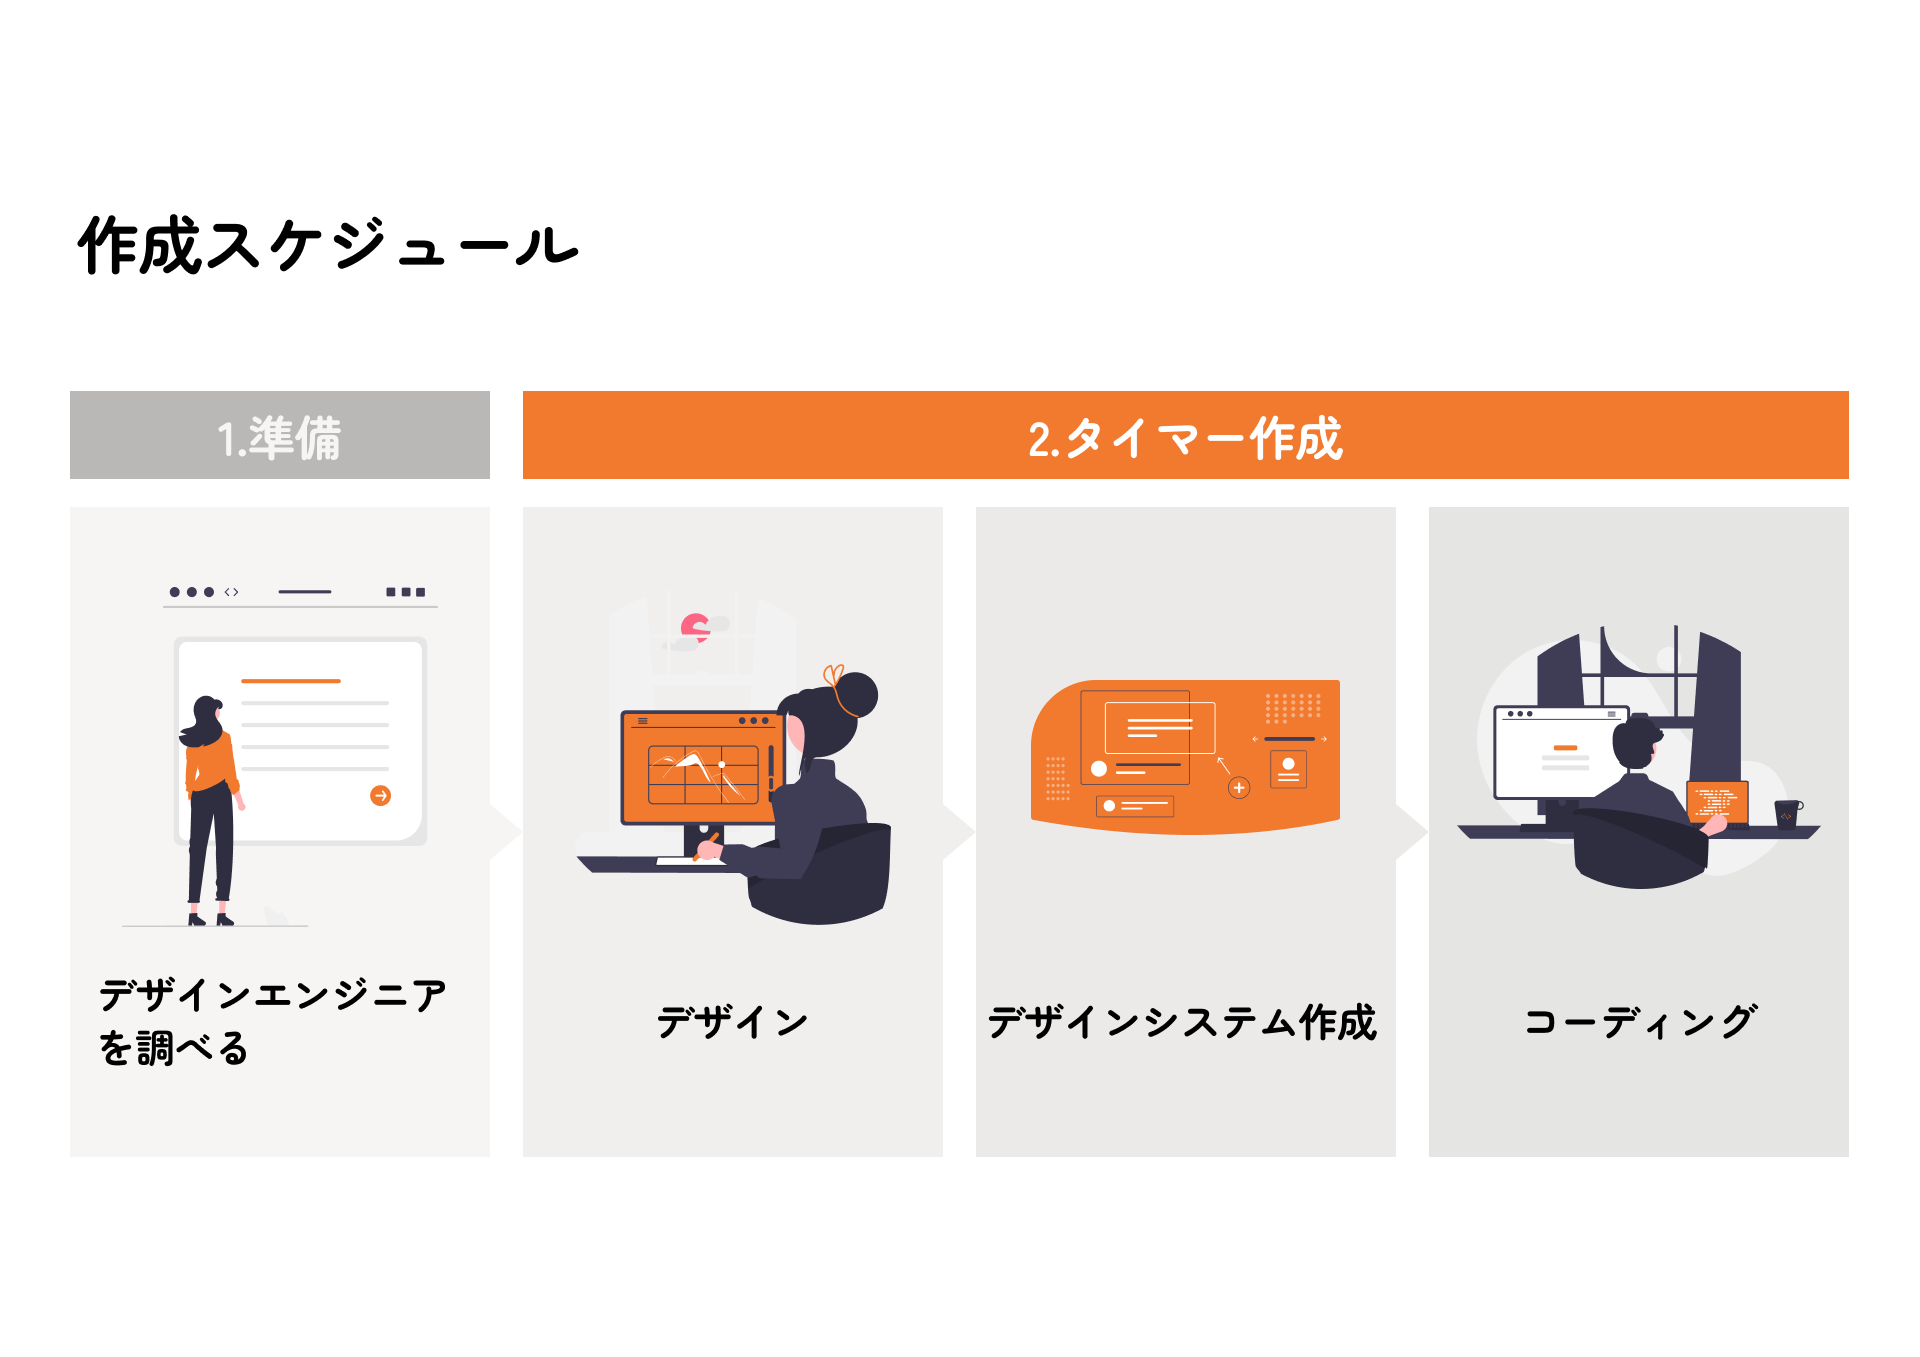 作成スケジュール
1.準備
2.タイマー作成
デザインエンジニア
を調べる
デザイン
デザインシステム作成
コーディング